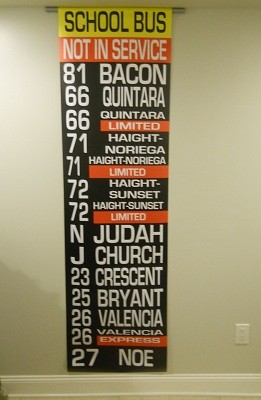 SCHOOL BUS
NOT IN SERVICE
81 BACON
66 QUINTARA
66 QUINTARA
LIMITED
71 HAIGHT-
NORIEGA
71 HAIGHT-NORIEGA
LIMITED
72 HAIGHT-
SUNSET
72 HAIGHT-SUNSET
LIMITED
N JUDAH
J CHURCH
23 CRESCENT
25 BRYANT
26 VALENCIA
26 VALENCIA
EXPRESS
27 NOE